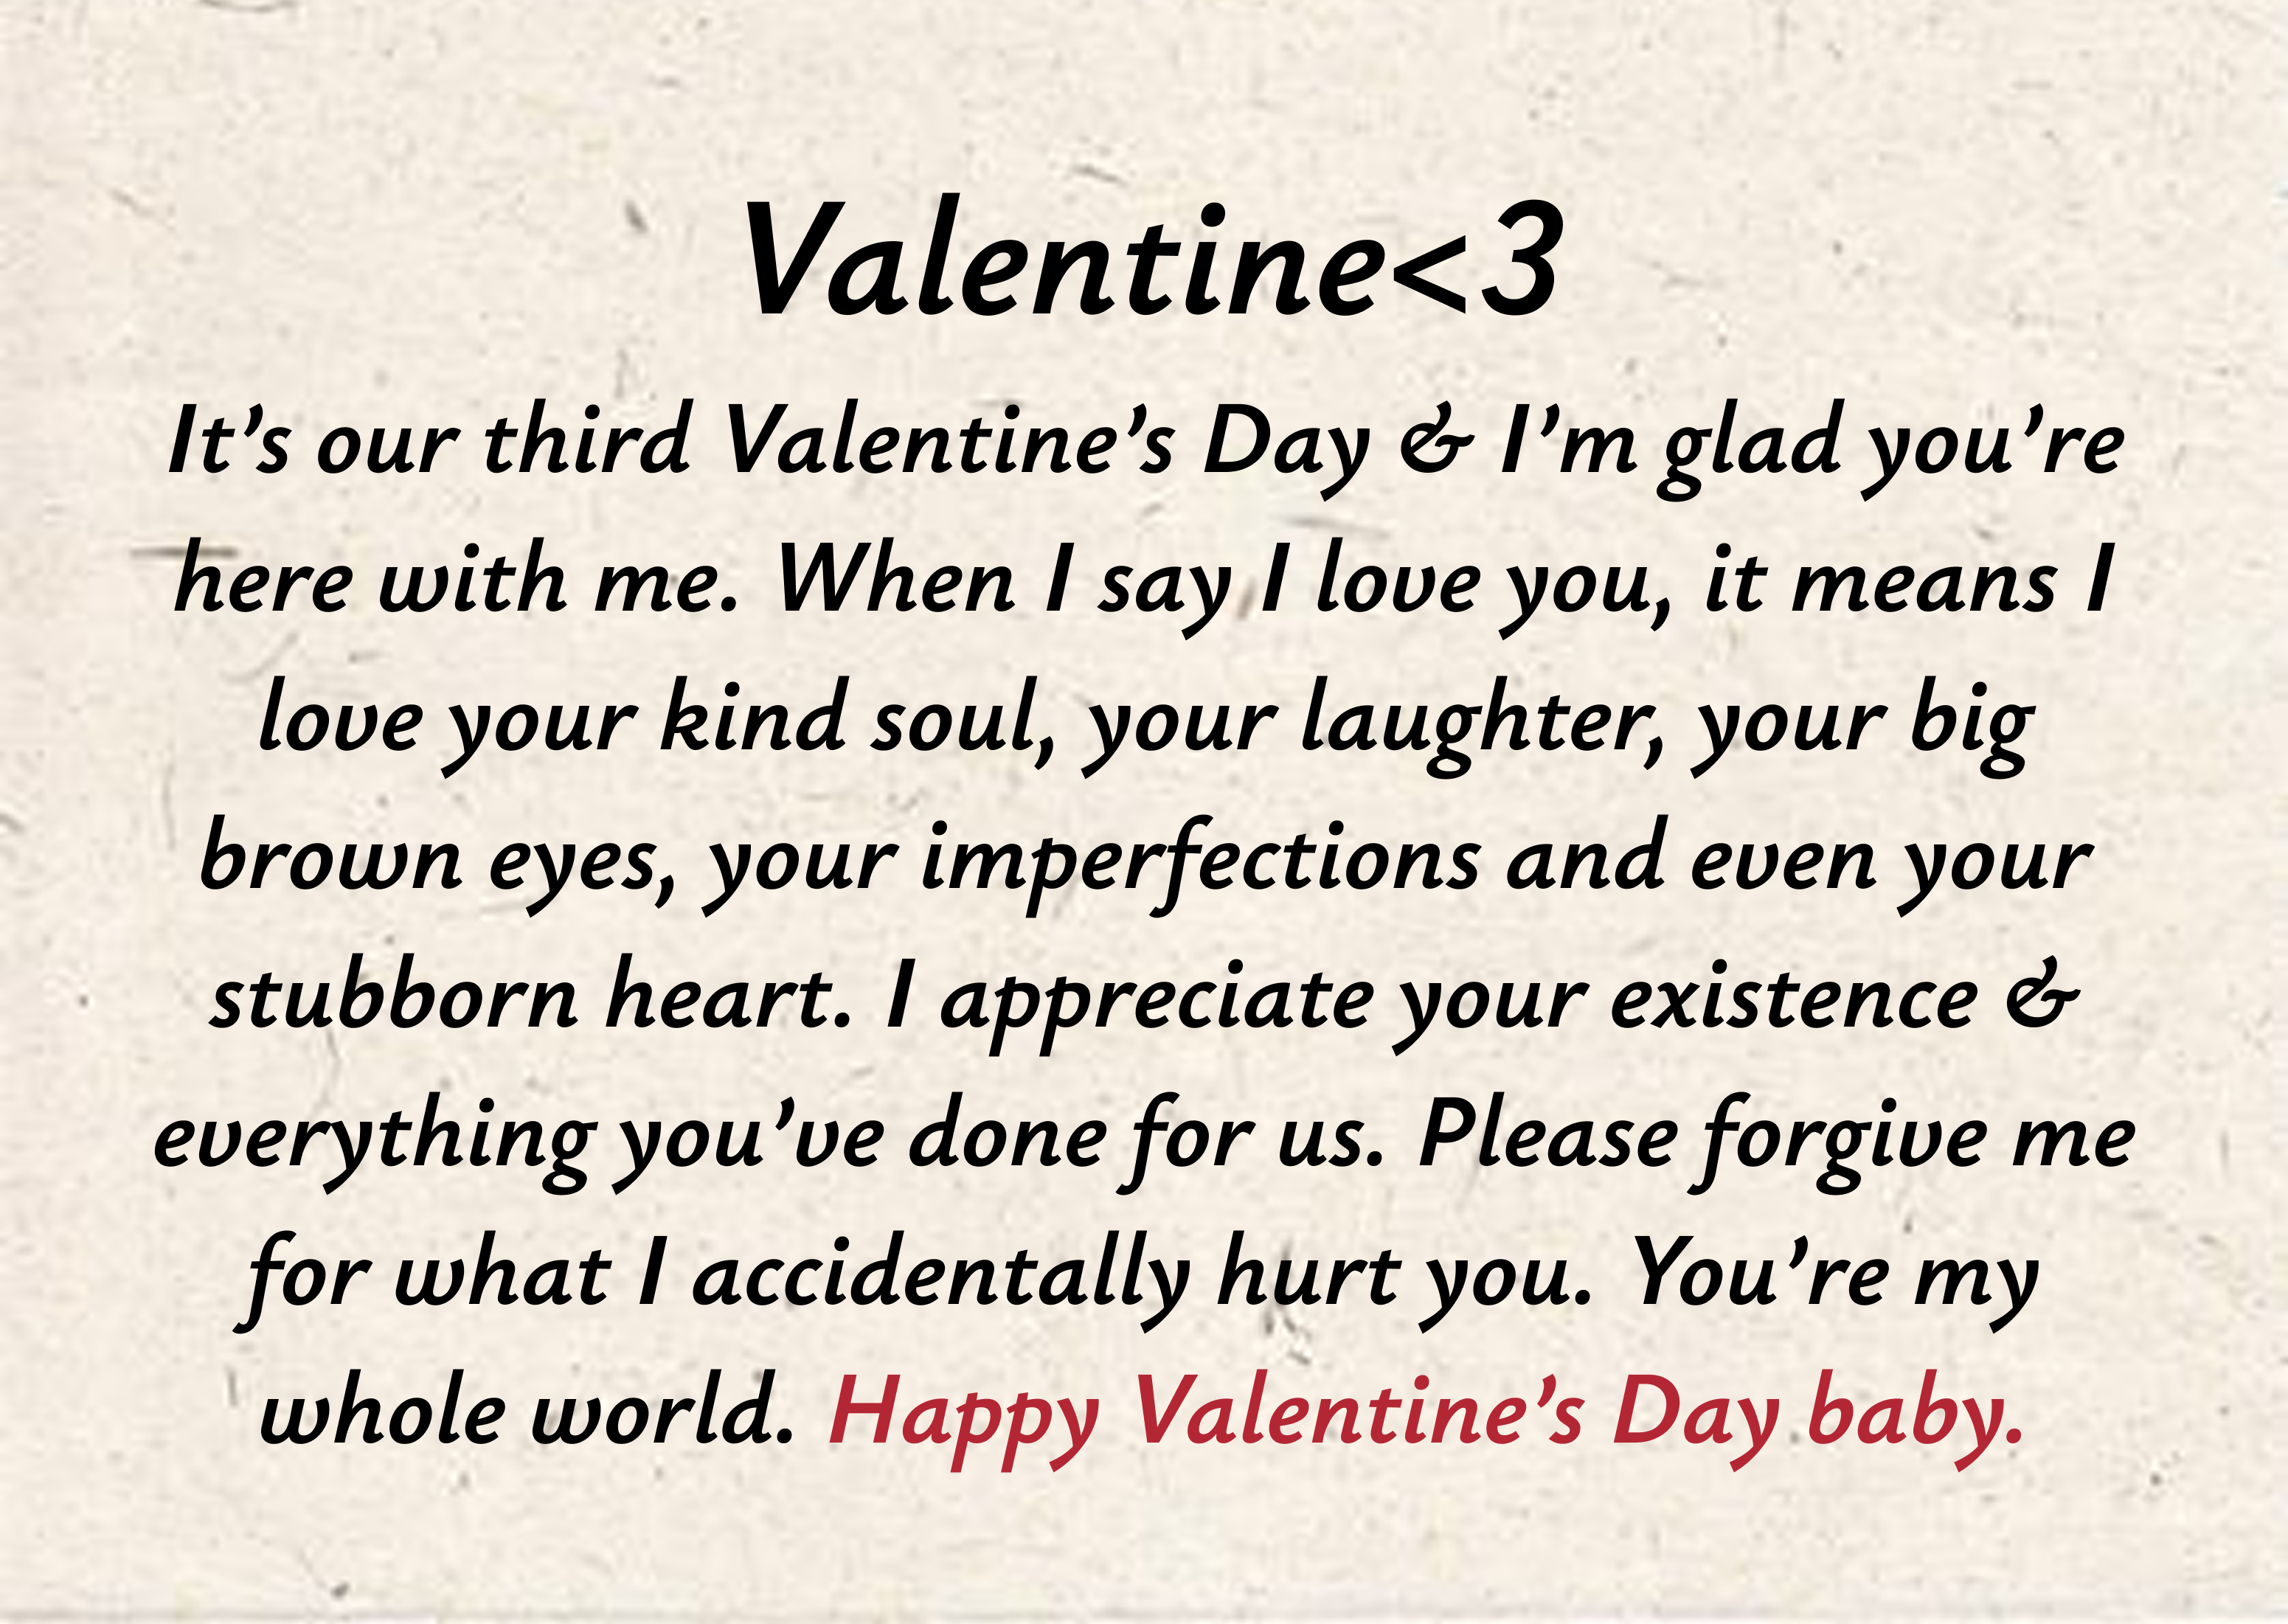 Valentine<3
It’s our third Valentine’s Day & I’m glad you’re
here with me. When I say I love you, it means I
love your kind soul, your laughter, your big
brown eyes, your imperfections and even your
stubborn heart. I appreciate your existence &
everything you’ve done for us. Please forgive me
for what I accidentally hurt you. You’re my
whole world. Happy Valentine’s Day baby.